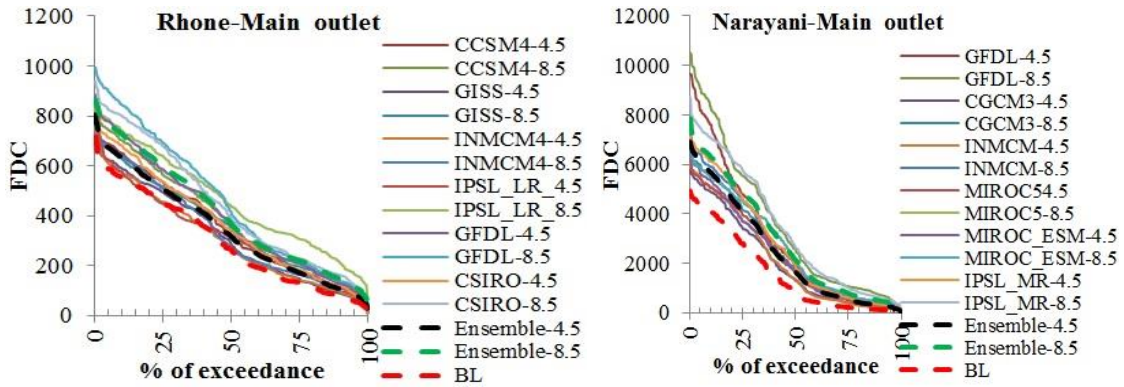 Rhone-Main outlet
1200
1000
800
600
400
200
0
FDC
0
25
50
75
100
% of exceedance
CCSM4-4.5
CCSM4-8.5
GISS-4.5
GISS-8.5
INMCM4-4.5
INMCM4-8.5
IPSL_LR_4.5
IPSL_LR_8.5
GFDL-4.5
GFDL-8.5
CSIRO-4.5
CSIRO-8.5
Ensemble-4.5
Ensemble-8.5
BL
Narayani-Main outlet
12000
10000
8000
6000
4000
2000
0
FDC
0
25
50
75
100
% of exceedance
GFDL-4.5
GFDL-8.5
CGCM3-4.5
CGCM3-8.5
INMCM-4.5
INMCM-8.5
MIROC54.5
MIROC5-8.5
MIROC_ESM-4.5
MIROC_ESM-8.5
IPSL_MR-4.5
IPSL_MR-8.5
Ensemble-4.5
Ensemble-8.5
BL